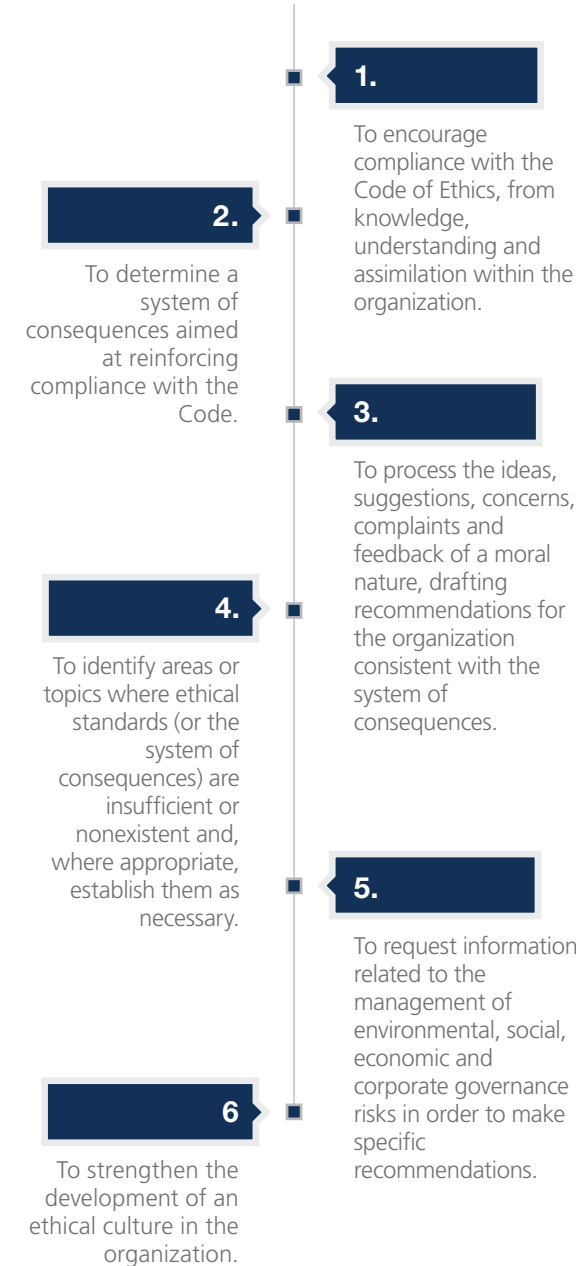 1.
To encourage
compliance with the
Code of Ethics, from
knowledge,
understanding and
assimilation within the
organization.
2.
To determine a
system of
consequences aimed
at reinforcing
compliance with the
Code.
3.
To process the ideas,
suggestions, concerns,
complaints and
feedback of a moral
nature, drafting
recommendations for
the organization
consistent with the
system of
consequences.
4.
To identify areas or
topics where ethical
standards (or the
system of
consequences) are
insufficient or
nonexistent and,
where appropriate,
establish them as
necessary.
5.
To request information
related to the
management of
environmental, social,
economic and
corporate governance
risks in order to make
specific
recommendations.
6
To strengthen the
development of an
ethical culture in the
organization.